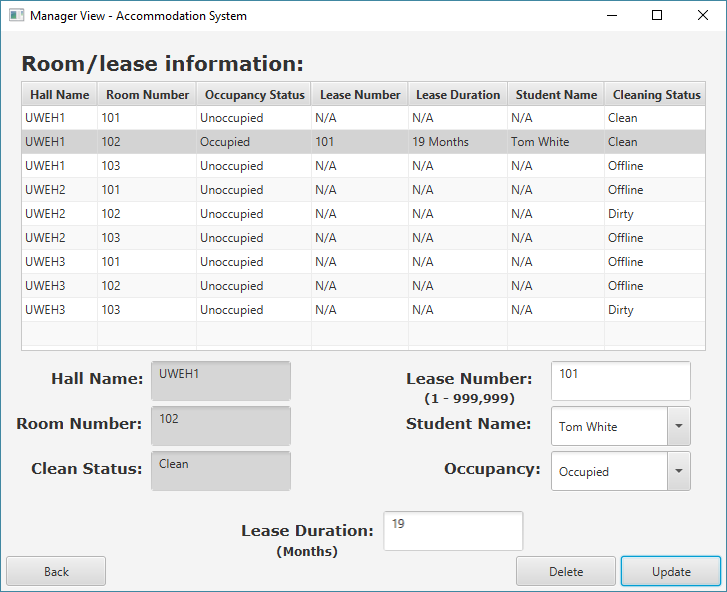 Manager View - Accommodation System
Room/lease information:
Hall Name Room Number Occupancy Status Lease Number Lease Duration Student Name Cleaning Status
UWEH1 101 Unoccupied N/A N/A N/A Clean
UWEH1 102 Occupied 101 19 Months Tom White Clean
UWEH1 103 Unoccupied N/A N/A N/A Offline
UWEH2 101 Unoccupied N/A N/A N/A Offline
UWEH2 102 Unoccupied N/A N/A N/A Dirty
UWEH2 103 Unoccupied N/A N/A N/A Offline
UWEH3 101 Unoccupied N/A N/A N/A Offline
UWEH3 102 Unoccupied N/A N/A N/A Offline
UWEH3 103 Unoccupied N/A N/A N/A Dirty
Hall Name: UWEH1 Lease Number: 101
(1 - 999,999)
Room Number: 102 Student Name: Tom White
Clean Status: Clean Occupancy: Occupied
Lease Duration: 19
(Months)
Back Delete Update